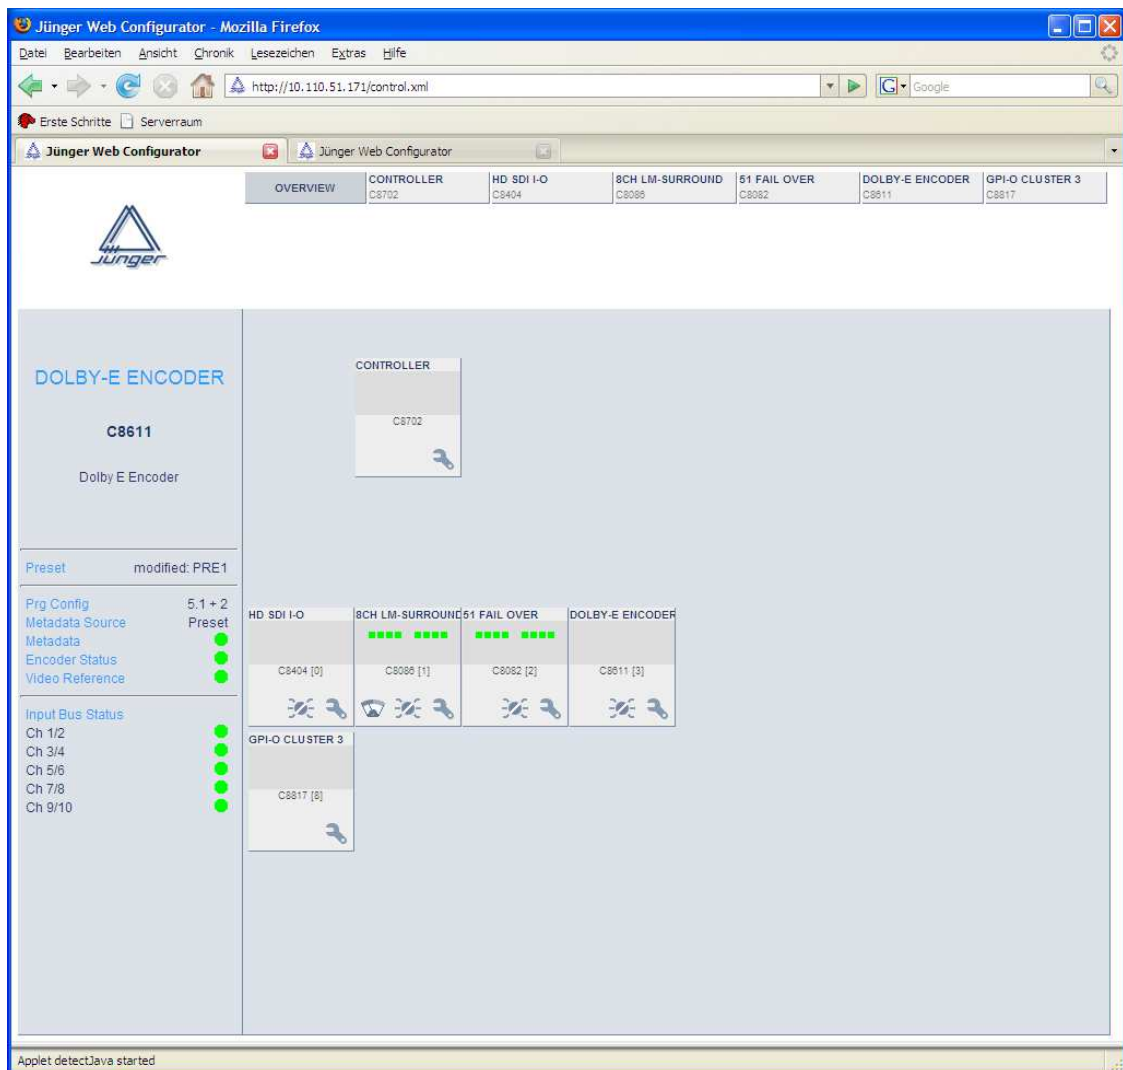 Jünger Web Configurator - Mozilla Firefox
Datei Bearbeiten Ansicht Chronik Lesezeichen Extras Hilfe
http://10.110.51.171/control.xml
G Google
Erste Schritte Serverraum
Jünger Web Configurator
Jünger Web Configurator
OVERVIEW
CONTROLLER
C8702
HD SDI I-O
C8404
8CH LM-SURROUND
C8086
51 FAIL OVER
C8082
DOLBY-E ENCODER
C8611
GPI-O CLUSTER 3
C8817
Jünger
DOLBY-E ENCODER
C8611
Dolby E Encoder
Preset modified: PRE1
Prg Config 5.1 + 2
Metadata Source Preset
Metadata
Encoder Status
Video Reference
Input Bus Status
Ch 1/2
Ch 3/4
Ch 5/6
Ch 7/8
Ch 9/10
CONTROLLER
C8702
HD SDI I-O
C8404 [0]
8CH LM-SURROUND
C8086 [1]
51 FAIL OVER
C8082 [2]
DOLBY-E ENCODER
C8611 [3]
GPI-O CLUSTER 3
C8817 [8]
Applet detectJava started